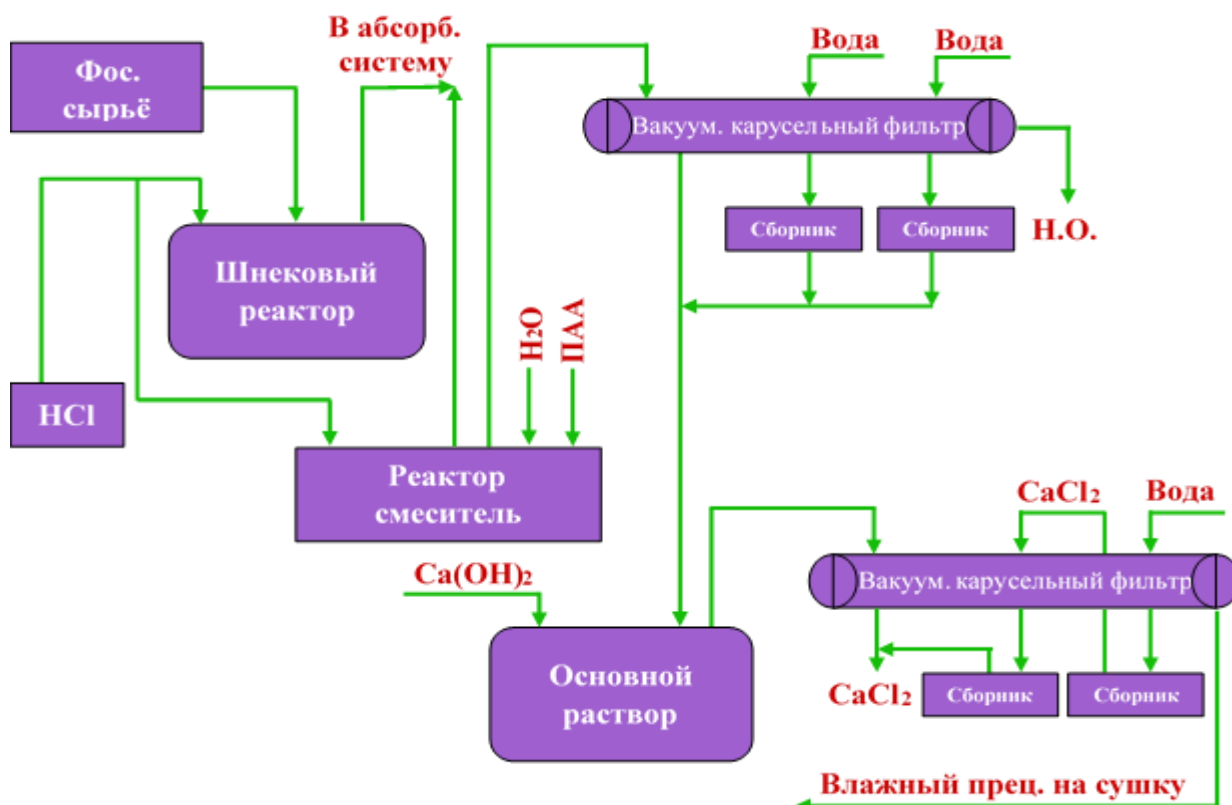 В абсорб.
систему
Вода
Вода
Фос.
сырьё
Вакуум. карусельный фильтр
Сборник
Сборник
Н.О.
Шнековый
реактор
H₂O
ПАА
HCl
Реактор
смеситель
CaCl₂
Вода
Ca(OH)₂
Вакуум. карусельный фильтр
Основной
раствор
CaCl₂
Сборник
Сборник
Влажный прец. на сушку